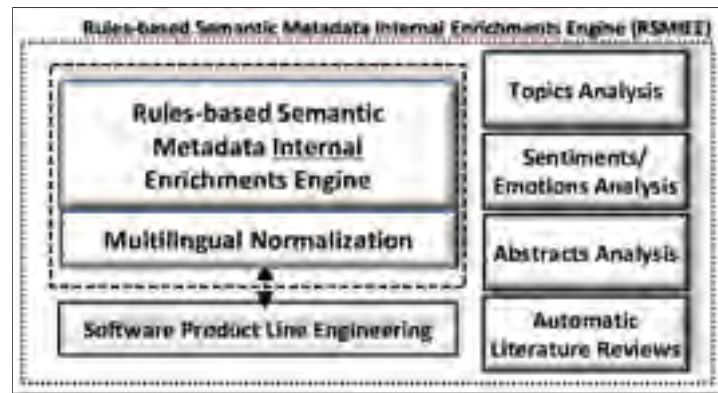 Rules-based Semantic Metadata Internal Enrichments Engine (RSMIEE)
Rules-based Semantic
Metadata Internal
Enrichments Engine
Multilingual Normalization
Software Product Line Engineering
Topics Analysis
Sentiments/
Emotions Analysis
Abstracts Analysis
Automatic
Literature Reviews